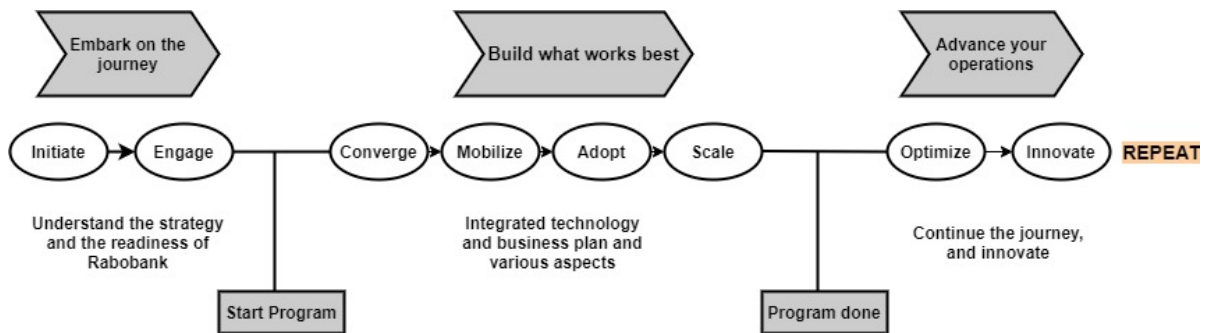 Embark on the
journey
Build what works best
Advance your
operations
Initiate
Engage
Converge
Mobilize
Adopt
Scale
Optimize
Innovate
REPEAT
Understand the strategy
and the readiness of
Rabobank
Integrated technology
and business plan and
various aspects
Continue the journey,
and innovate
Start Program
Program done